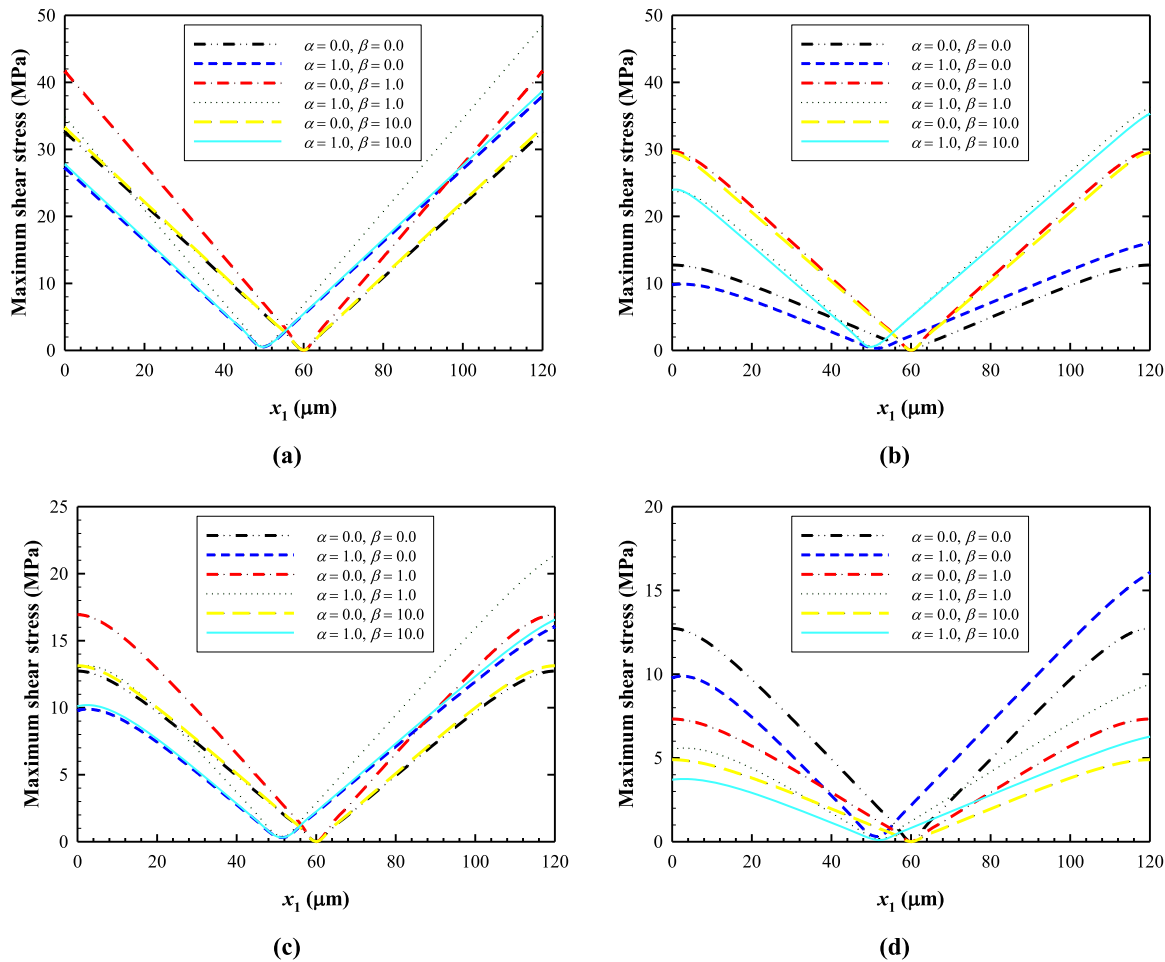 50
40
30
20
10
0
Maximum shear stress (MPa)
α = 0.0, β = 0.0
α = 1.0, β = 0.0
α = 0.0, β = 1.0
α = 1.0, β = 1.0
α = 0.0, β = 10.0
α = 1.0, β = 10.0
0 20 40 60 80 100 120
x1 (μm)
(a)
50
40
30
20
10
0
Maximum shear stress (MPa)
α = 0.0, β = 0.0
α = 1.0, β = 0.0
α = 0.0, β = 1.0
α = 1.0, β = 1.0
α = 0.0, β = 10.0
α = 1.0, β = 10.0
0 20 40 60 80 100 120
x1 (μm)
(b)
25
20
15
10
5
0
Maximum shear stress (MPa)
α = 0.0, β = 0.0
α = 1.0, β = 0.0
α = 0.0, β = 1.0
α = 1.0, β = 1.0
α = 0.0, β = 10.0
α = 1.0, β = 10.0
0 20 40 60 80 100 120
x1 (μm)
(c)
20
15
10
5
0
Maximum shear stress (MPa)
α = 0.0, β = 0.0
α = 1.0, β = 0.0
α = 0.0, β = 1.0
α = 1.0, β = 1.0
α = 0.0, β = 10.0
α = 1.0, β = 10.0
0 20 40 60 80 100 120
x1 (μm)
(d)